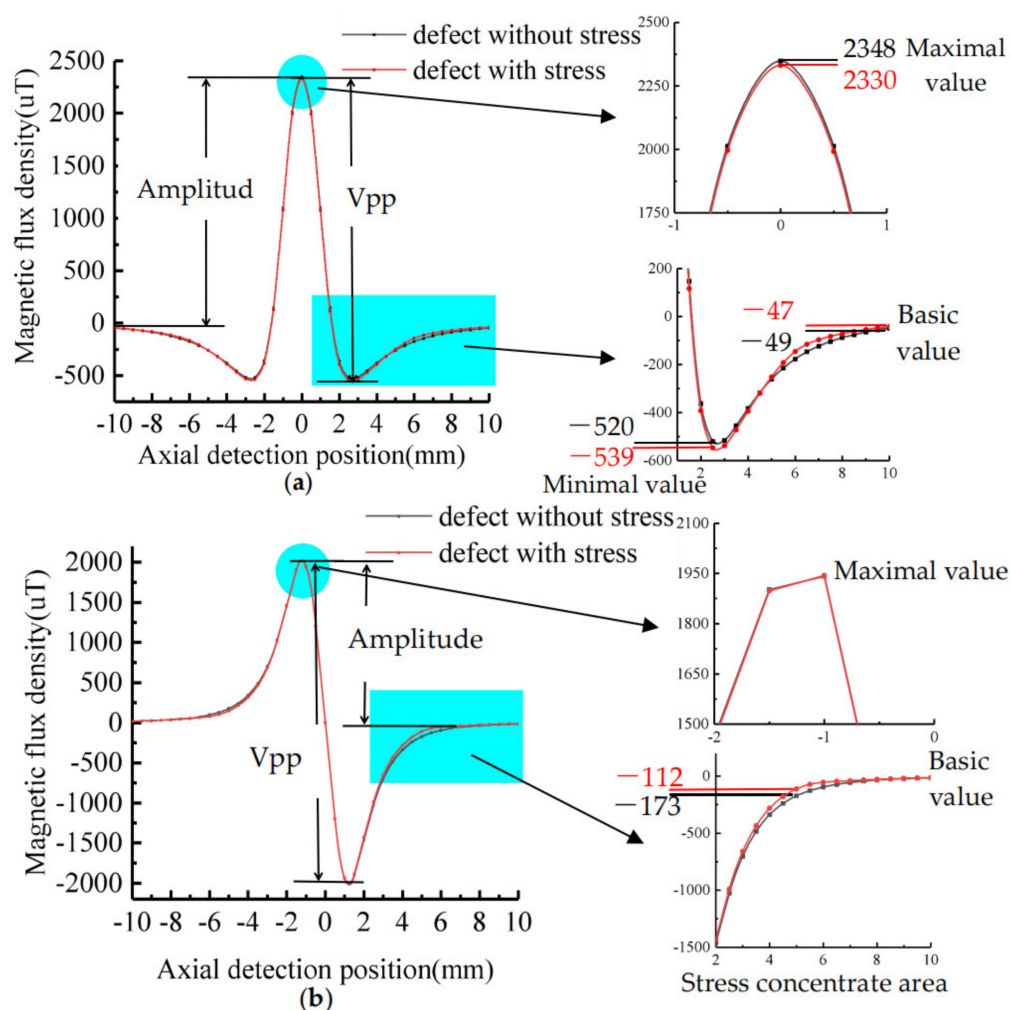 defect without stress
defect with stress
Magnetic flux density(uT)
2500
2000
1500
1000
500
0
-500
Amplitud
Vpp
-10 -8 -6 -4 -2 0 2 4 6 8 10
Axial detection position(mm)
(a)
2500
2250
2000
1750
-1 0 1
2348
2330
Maximal
value
200
0
-200
-400
-600
2 4 6 8 10
—47
—49
Basic
value
—520
—539
Minimal value
defect without stress
defect with stress
Magnetic flux density(uT)
2000
1500
1000
500
0
-500
-1000
-1500
-2000
Amplitude
Vpp
-10 -8 -6 -4 -2 0 2 4 6 8 10
Axial detection position(mm)
(b)
2100
1950
1800
1650
1500
-2 -1 0
Maximal value
0
-500
-1000
-1500
2 4 6 8 10
—112
—173
Basic
value
Stress concentrate area